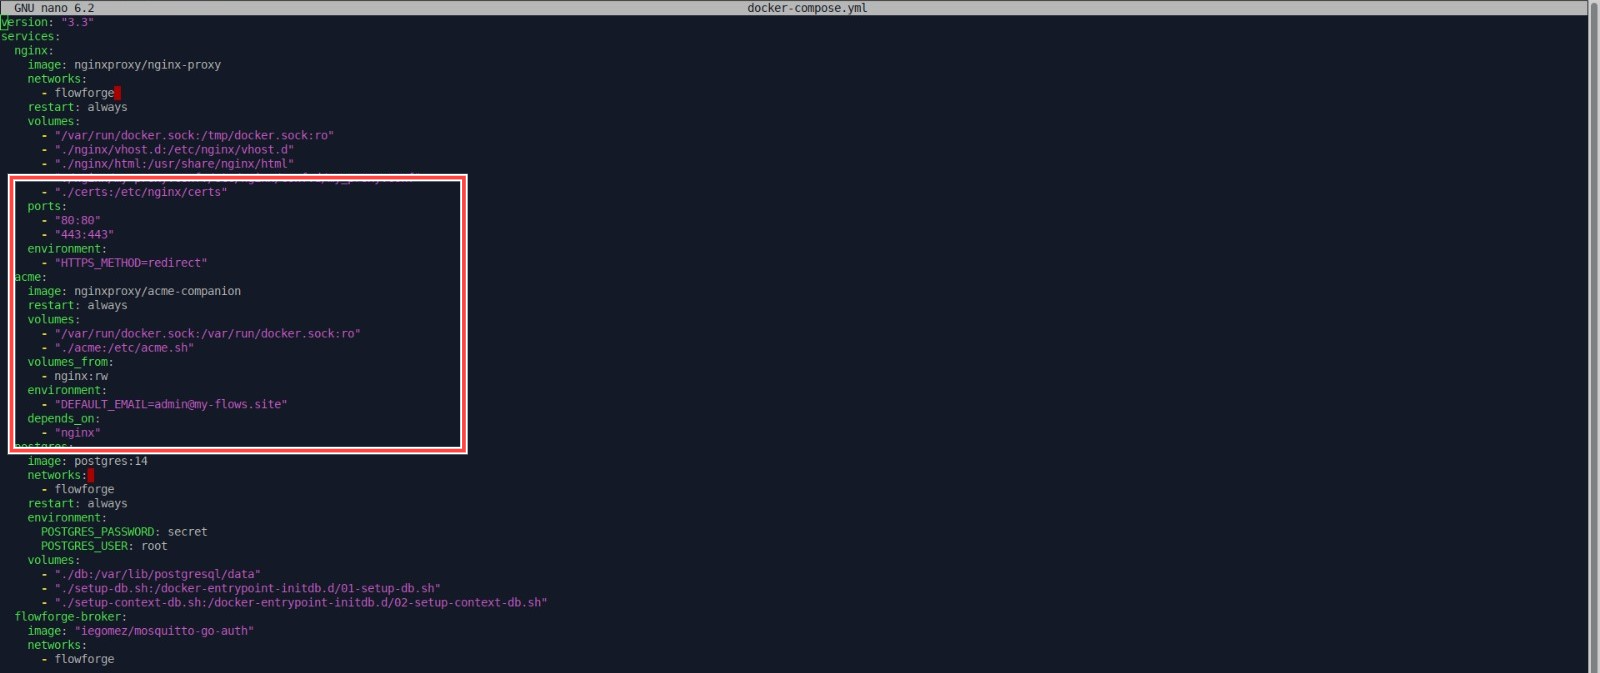 GNU nano 6.2 docker-compose.yml
version: "3.3"
services:
  nginx:
    image: nginxproxy/nginx-proxy
    networks:
      - flowforge
    restart: always
    volumes:
      - "/var/run/docker.sock:/tmp/docker.sock:ro"
      - "./nginx/vhost.d:/etc/nginx/vhost.d"
      - "./nginx/html:/usr/share/nginx/html"
      - "./certs:/etc/nginx/certs"
    ports:
      - "80:80"
      - "443:443"
    environment:
      - "HTTPS_METHOD=redirect"
  acme:
    image: nginxproxy/acme-companion
    restart: always
    volumes:
      - "/var/run/docker.sock:/var/run/docker.sock:ro"
      - "./acme:/etc/acme.sh"
    volumes_from:
      - nginx:rw
    environment:
      - "DEFAULT_EMAIL=admin@my-flows.site"
    depends_on:
      - "nginx"
  postgres:
    image: postgres:14
    networks:
      - flowforge
    restart: always
    environment:
      POSTGRES_PASSWORD: secret
      POSTGRES_USER: root
    volumes:
      - "./db:/var/lib/postgresql/data"
      - "./setup-db.sh:/docker-entrypoint-initdb.d/01-setup-db.sh"
      - "./setup-context-db.sh:/docker-entrypoint-initdb.d/02-setup-context-db.sh"
  flowforge-broker:
    image: "iegomez/mosquitto-go-auth"
    networks:
      - flowforge